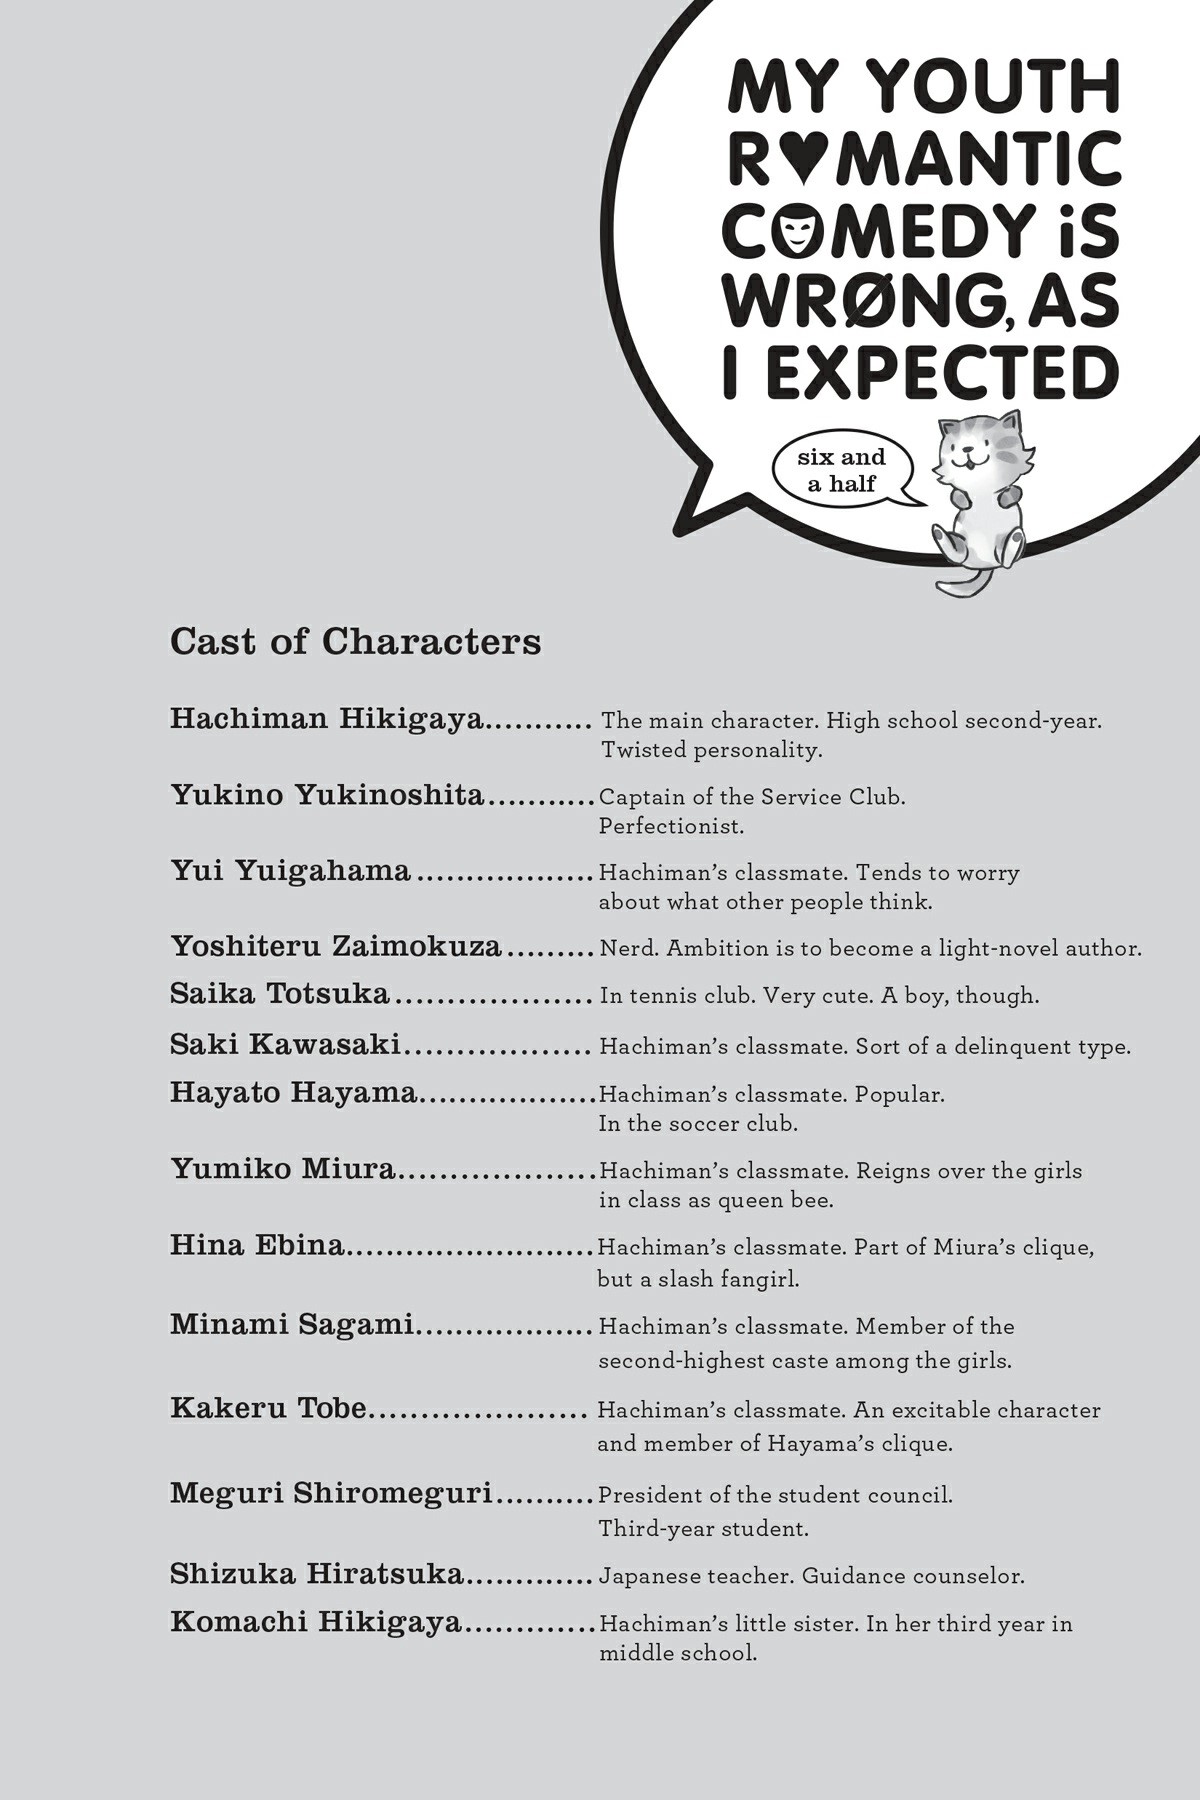 MY YOUTH
R♥MANTIC
COMEDY iS
WRØNG, AS
I EXPECTED
six and
a half
Cast of Characters
Hachiman Hikigaya........... The main character. High school second-year.
Twisted personality.
Yukino Yukinoshita...........Captain of the Service Club.
Perfectionist.
Yui Yuigahama..................Hachiman’s classmate. Tends to worry
about what other people think.
Yoshiteru Zaimokuza.........Nerd. Ambition is to become a light-novel author.
Saika Totsuka....................In tennis club. Very cute. A boy, though.
Saki Kawasaki................... Hachiman’s classmate. Sort of a delinquent type.
Hayato Hayama..................Hachiman’s classmate. Popular.
In the soccer club.
Yumiko Miura....................Hachiman’s classmate. Reigns over the girls
in class as queen bee.
Hina Ebina.........................Hachiman’s classmate. Part of Miura’s clique,
but a slash fangirl.
Minami Sagami..................Hachiman’s classmate. Member of the
second-highest caste among the girls.
Kakeru Tobe...................... Hachiman’s classmate. An excitable character
and member of Hayama’s clique.
Meguri Shiromeguri..........President of the student council.
Third-year student.
Shizuka Hiratsuka.............Japanese teacher. Guidance counselor.
Komachi Hikigaya.............Hachiman’s little sister. In her third year in
middle school.